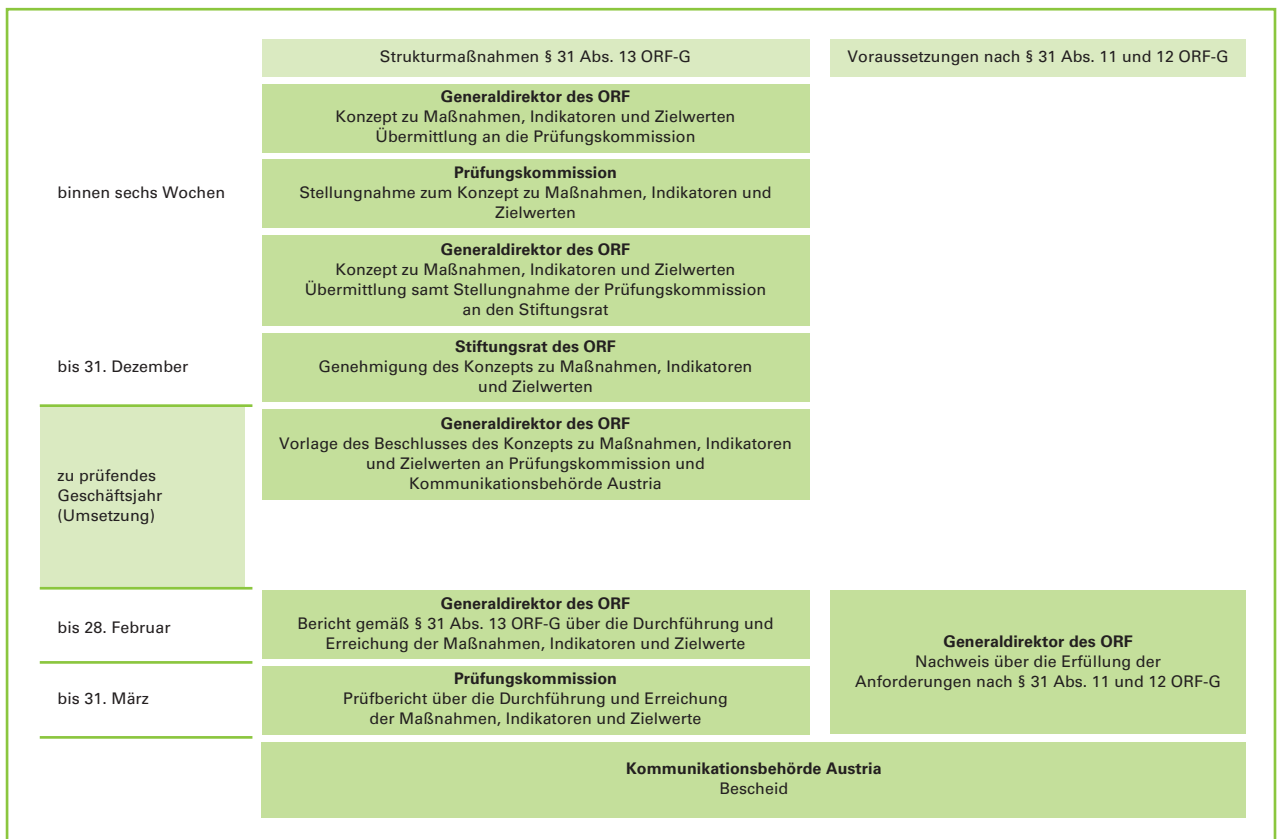 Strukturmaßnahmen § 31 Abs. 13 ORF-G
Voraussetzungen nach § 31 Abs. 11 und 12 ORF-G
Generaldirektor des ORF
Konzept zu Maßnahmen, Indikatoren und Zielwerten
Übermittlung an die Prüfungskommission
binnen sechs Wochen
Prüfungskommission
Stellungnahme zum Konzept zu Maßnahmen, Indikatoren und
Zielwerten
Generaldirektor des ORF
Konzept zu Maßnahmen, Indikatoren und Zielwerten
Übermittlung samt Stellungnahme der Prüfungskommission
an den Stiftungsrat
bis 31. Dezember
Stiftungsrat des ORF
Genehmigung des Konzepts zu Maßnahmen, Indikatoren
und Zielwerten
zu prüfendes
Geschäftsjahr
(Umsetzung)
Generaldirektor des ORF
Vorlage des Beschlusses des Konzepts zu Maßnahmen, Indikatoren
und Zielwerten an Prüfungskommission und
Kommunikationsbehörde Austria
bis 28. Februar
Generaldirektor des ORF
Bericht gemäß § 31 Abs. 13 ORF-G über die Durchführung und
Erreichung der Maßnahmen, Indikatoren und Zielwerte
bis 31. März
Prüfungskommission
Prüfbericht über die Durchführung und Erreichung
der Maßnahmen, Indikatoren und Zielwerte
Generaldirektor des ORF
Nachweis über die Erfüllung der
Anforderungen nach § 31 Abs. 11 und 12 ORF-G
Kommunikationsbehörde Austria
Bescheid